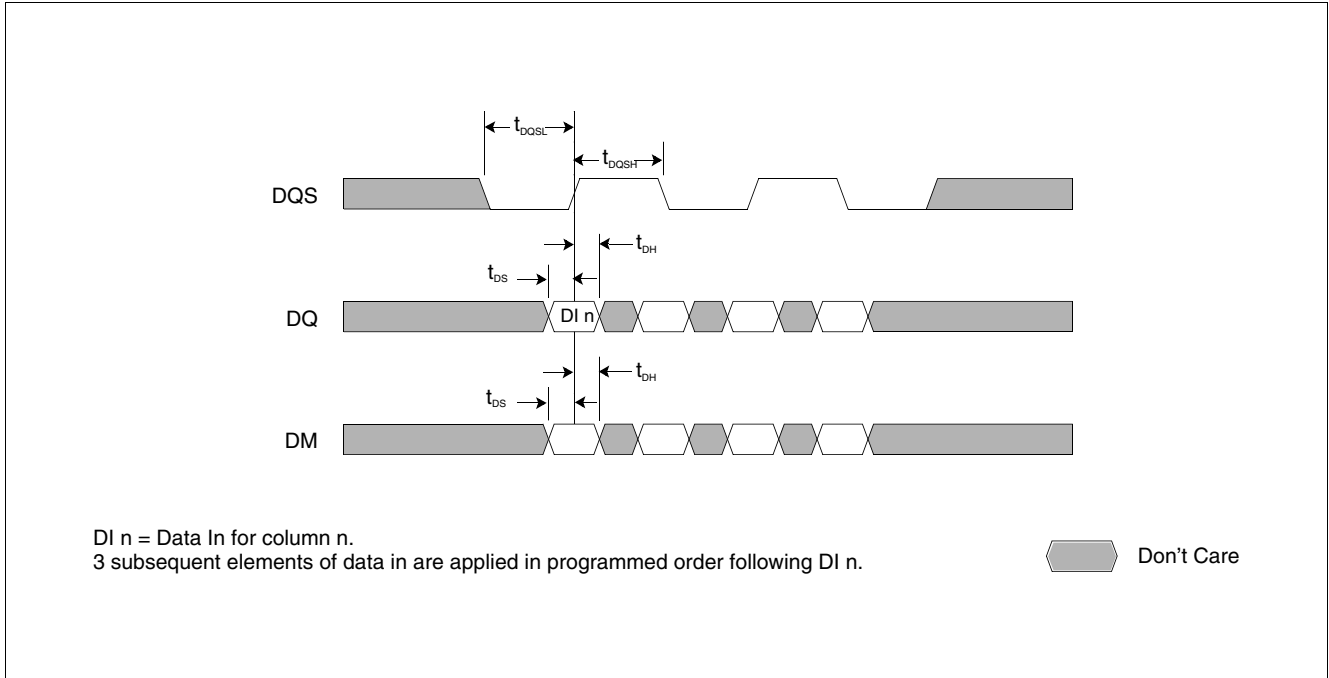 tDQSL
tDQSH
DQS
tDH
tDS
DQ
DI n
tDH
tDS
DM
DI n = Data In for column n.
3 subsequent elements of data in are applied in programmed order following DI n.
Don't Care